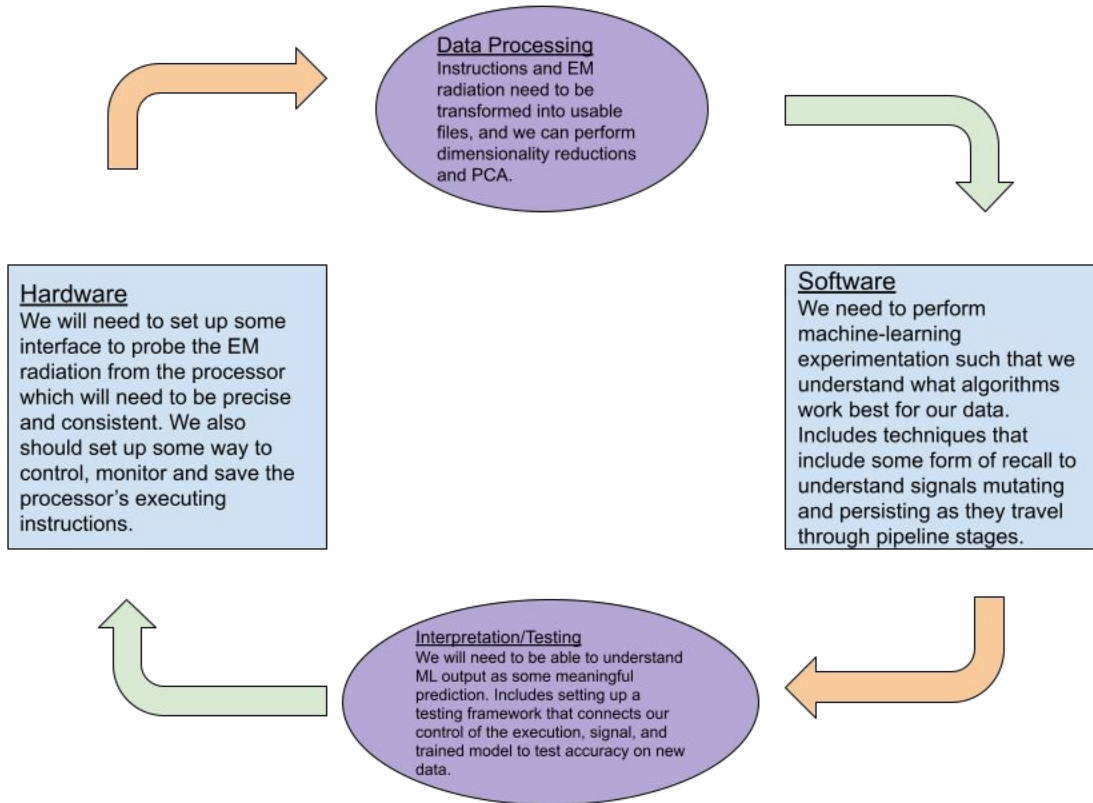 Data Processing
Instructions and EM
radiation need to be
transformed into usable
files, and we can perform
dimensionality reductions
and PCA.
Hardware
We will need to set up some
interface to probe the EM
radiation from the processor
which will need to be precise
and consistent. We also
should set up some way to
control, monitor and save the
processor's executing
instructions.
Software
We need to perform
machine-learning
experimentation such that we
understand what algorithms
work best for our data.
Includes techniques that
include some form of recall to
understand signals mutating
and persisting as they travel
through pipeline stages.
Interpretation/Testing
We will need to be able to understand
ML output as some meaningful
prediction. Includes setting up a
testing framework that connects our
control of the execution, signal, and
trained model to test accuracy on new
data.